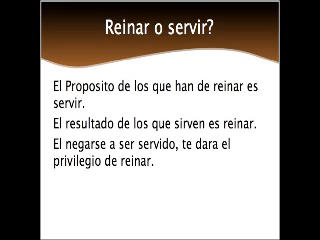 Reinar o servir?
El Proposito de los que han de reinar es
servir.
El resultado de los que sirven es reinar.
El negarse a ser servido, te dara el
privilegio de reinar.